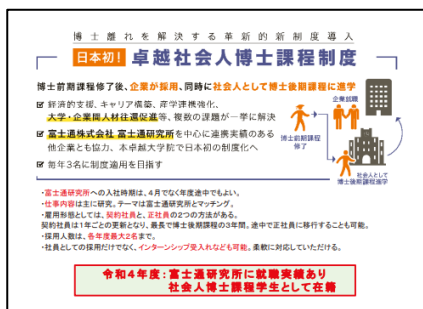 博士離れを解決する革新的新制度導入
日本初! 卓越社会人博士課程制度
博士前期課程修了後、企業が採用、同時に社会人として博士後期課程に進学
経済的支援、キャリア構築、産学連携強化、
大学・企業間人材往還促進等、複数の課題が一挙に解決
富士通株式会社 富士通研究所を中心に連携実績のある
他企業とも協力、本卓越大学院で日本初の制度化へ
毎年3名に制度適用を目指す
企業就職
博士前期課程
修了
社会人として
博士後期課程進学
・富士通研究所への入社時期は、4月でなく年度途中でもよい。
・仕事内容は主に研究。テーマは富士通研究所とマッチング。
・雇用形態としては、契約社員と、正社員の2つの方法がある。
契約社員は1年ごとの更新となり、最長で博士後期課程の3年間。途中で正社員に移行することも可能。
・採用人数は、各年度最大2名まで。
・社員としての採用だけでなく、インターンシップ受入れなども可能。柔軟に対応していただける。
令和4年度:富士通研究所に就職実績あり
社会人博士課程学生として在籍